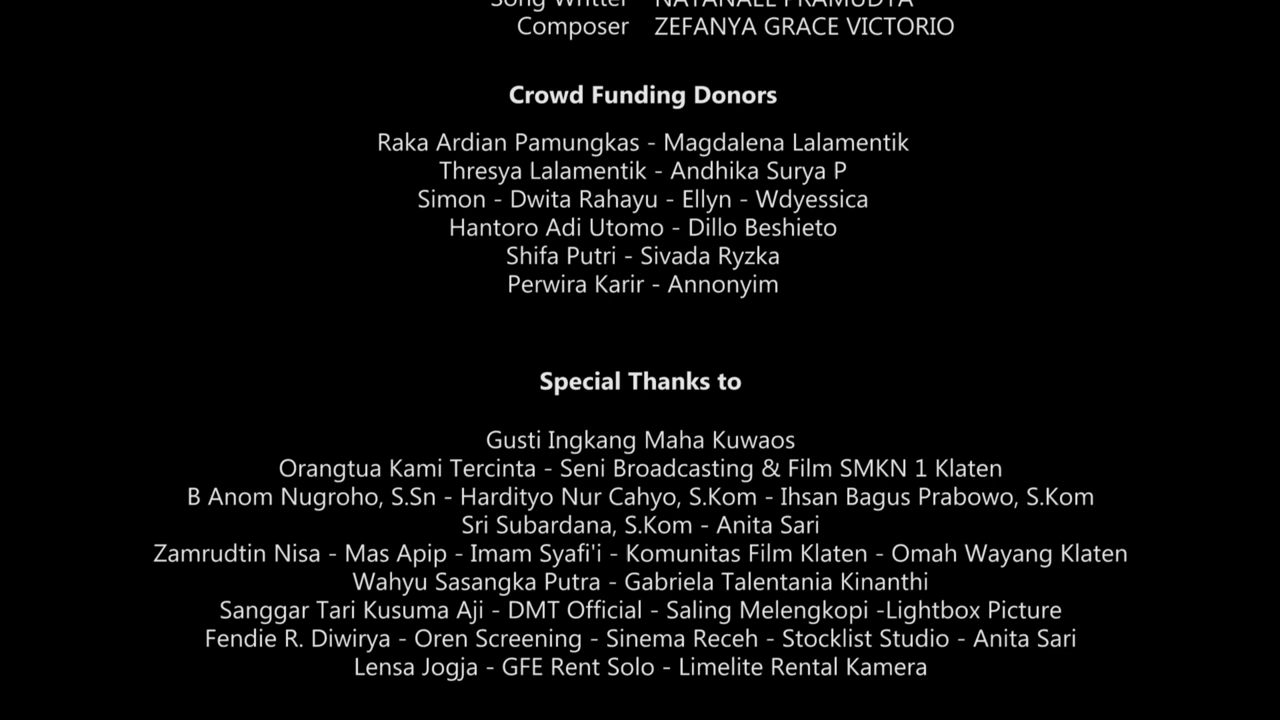 Song Writter NATANAEL PRAMUDYA
Composer ZEFANYA GRACE VICTORIO
Crowd Funding Donors
Raka Ardian Pamungkas - Magdalena Lalamentik
Thresya Lalamentik - Andhika Surya P
Simon - Dwita Rahayu - Ellyn - Wdyessica
Hantoro Adi Utomo - Dillo Beshieto
Shifa Putri - Sivada Ryzka
Perwira Karir - Annonyim
Special Thanks to
Gusti Ingkang Maha Kuwaos
Orangtua Kami Tercinta - Seni Broadcasting & Film SMKN 1 Klaten
B Anom Nugroho, S.Sn - Hardityo Nur Cahyo, S.Kom - Ihsan Bagus Prabowo, S.Kom
Sri Subardana, S.Kom - Anita Sari
Zamrudtin Nisa - Mas Apip - Imam Syafi'i - Komunitas Film Klaten - Omah Wayang Klaten
Wahyu Sasangka Putra - Gabriela Talentania Kinanthi
Sanggar Tari Kusuma Aji - DMT Official - Saling Melengkopi -Lightbox Picture
Fendie R. Diwirya - Oren Screening - Sinema Receh - Stocklist Studio - Anita Sari
Lensa Jogja - GFE Rent Solo - Limelite Rental Kamera